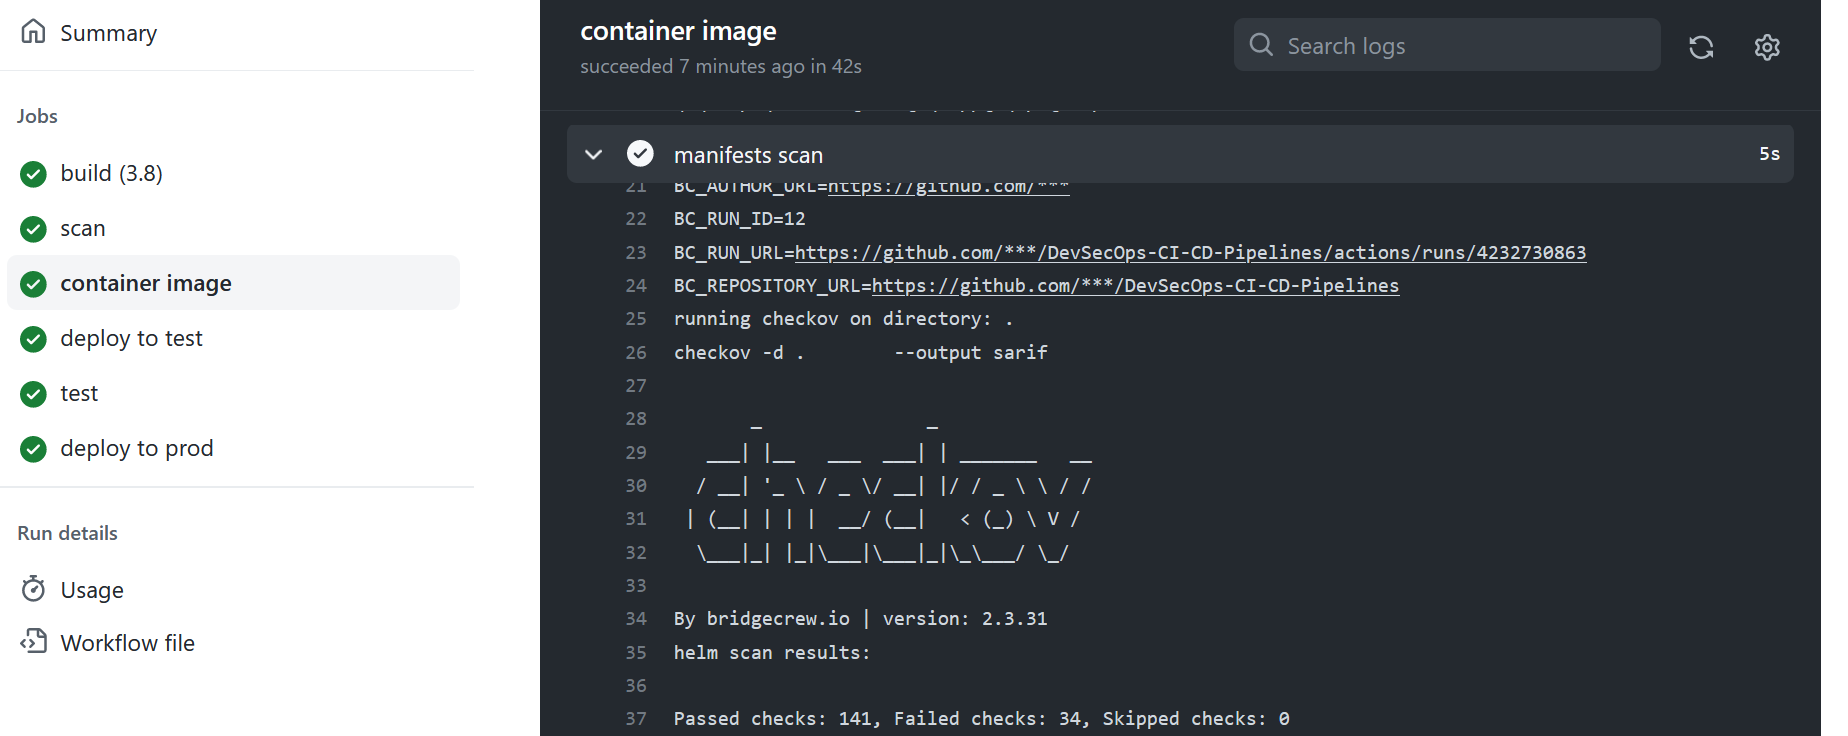 Summary
Jobs
build (3.8)
scan
container image
deploy to test
test
deploy to prod
Run details
Usage
Workflow file
container image
succeeded 7 minutes ago in 42s
Search logs
manifests scan 5s
21 BC_AUTHOR_URL=https://github.com/***
22 BC_RUN_ID=12
23 BC_RUN_URL=https://github.com/***/DevSecOps-CI-CD-Pipelines/actions/runs/4232730863
24 BC_REPOSITORY_URL=https://github.com/***/DevSecOps-CI-CD-Pipelines
25 running checkov on directory: .
26 checkov -d .        --output sarif
27
28        _               _
29    ___| |__   ___  ___| | _______   __
30   / __| '_ \ / _ \/ __| |/ / _ \ \ / /
31  | (__| | | |  __/ (__|   < (_) \ V /
32   \___|_| |_|\___|\___|_|\_\___/ \_/
33
34 By bridgecrew.io | version: 2.3.31
35 helm scan results:
36
37 Passed checks: 141, Failed checks: 34, Skipped checks: 0